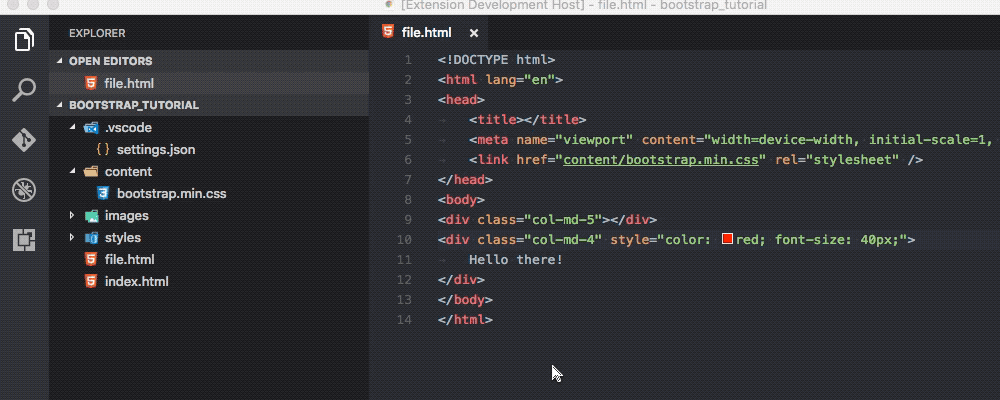 [Extension Development Host] - file.html - bootstrap_tutorial
EXPLORER
OPEN EDITORS
file.html
BOOTSTRAP_TUTORIAL
.vscode
{ } settings.json
content
bootstrap.min.css
images
styles
file.html
index.html
file.html ×
1 <!DOCTYPE html>
2 <html lang="en">
3 <head>
4 <title></title>
5 <meta name="viewport" content="width=device-width, initial-scale=1,
6 <link href="content/bootstrap.min.css" rel="stylesheet" />
7 </head>
8 <body>
9 <div class="col-md-5"></div>
10 <div class="col-md-4" style="color: red; font-size: 40px;">
11 Hello there!
12 </div>
13 </body>
14 </html>